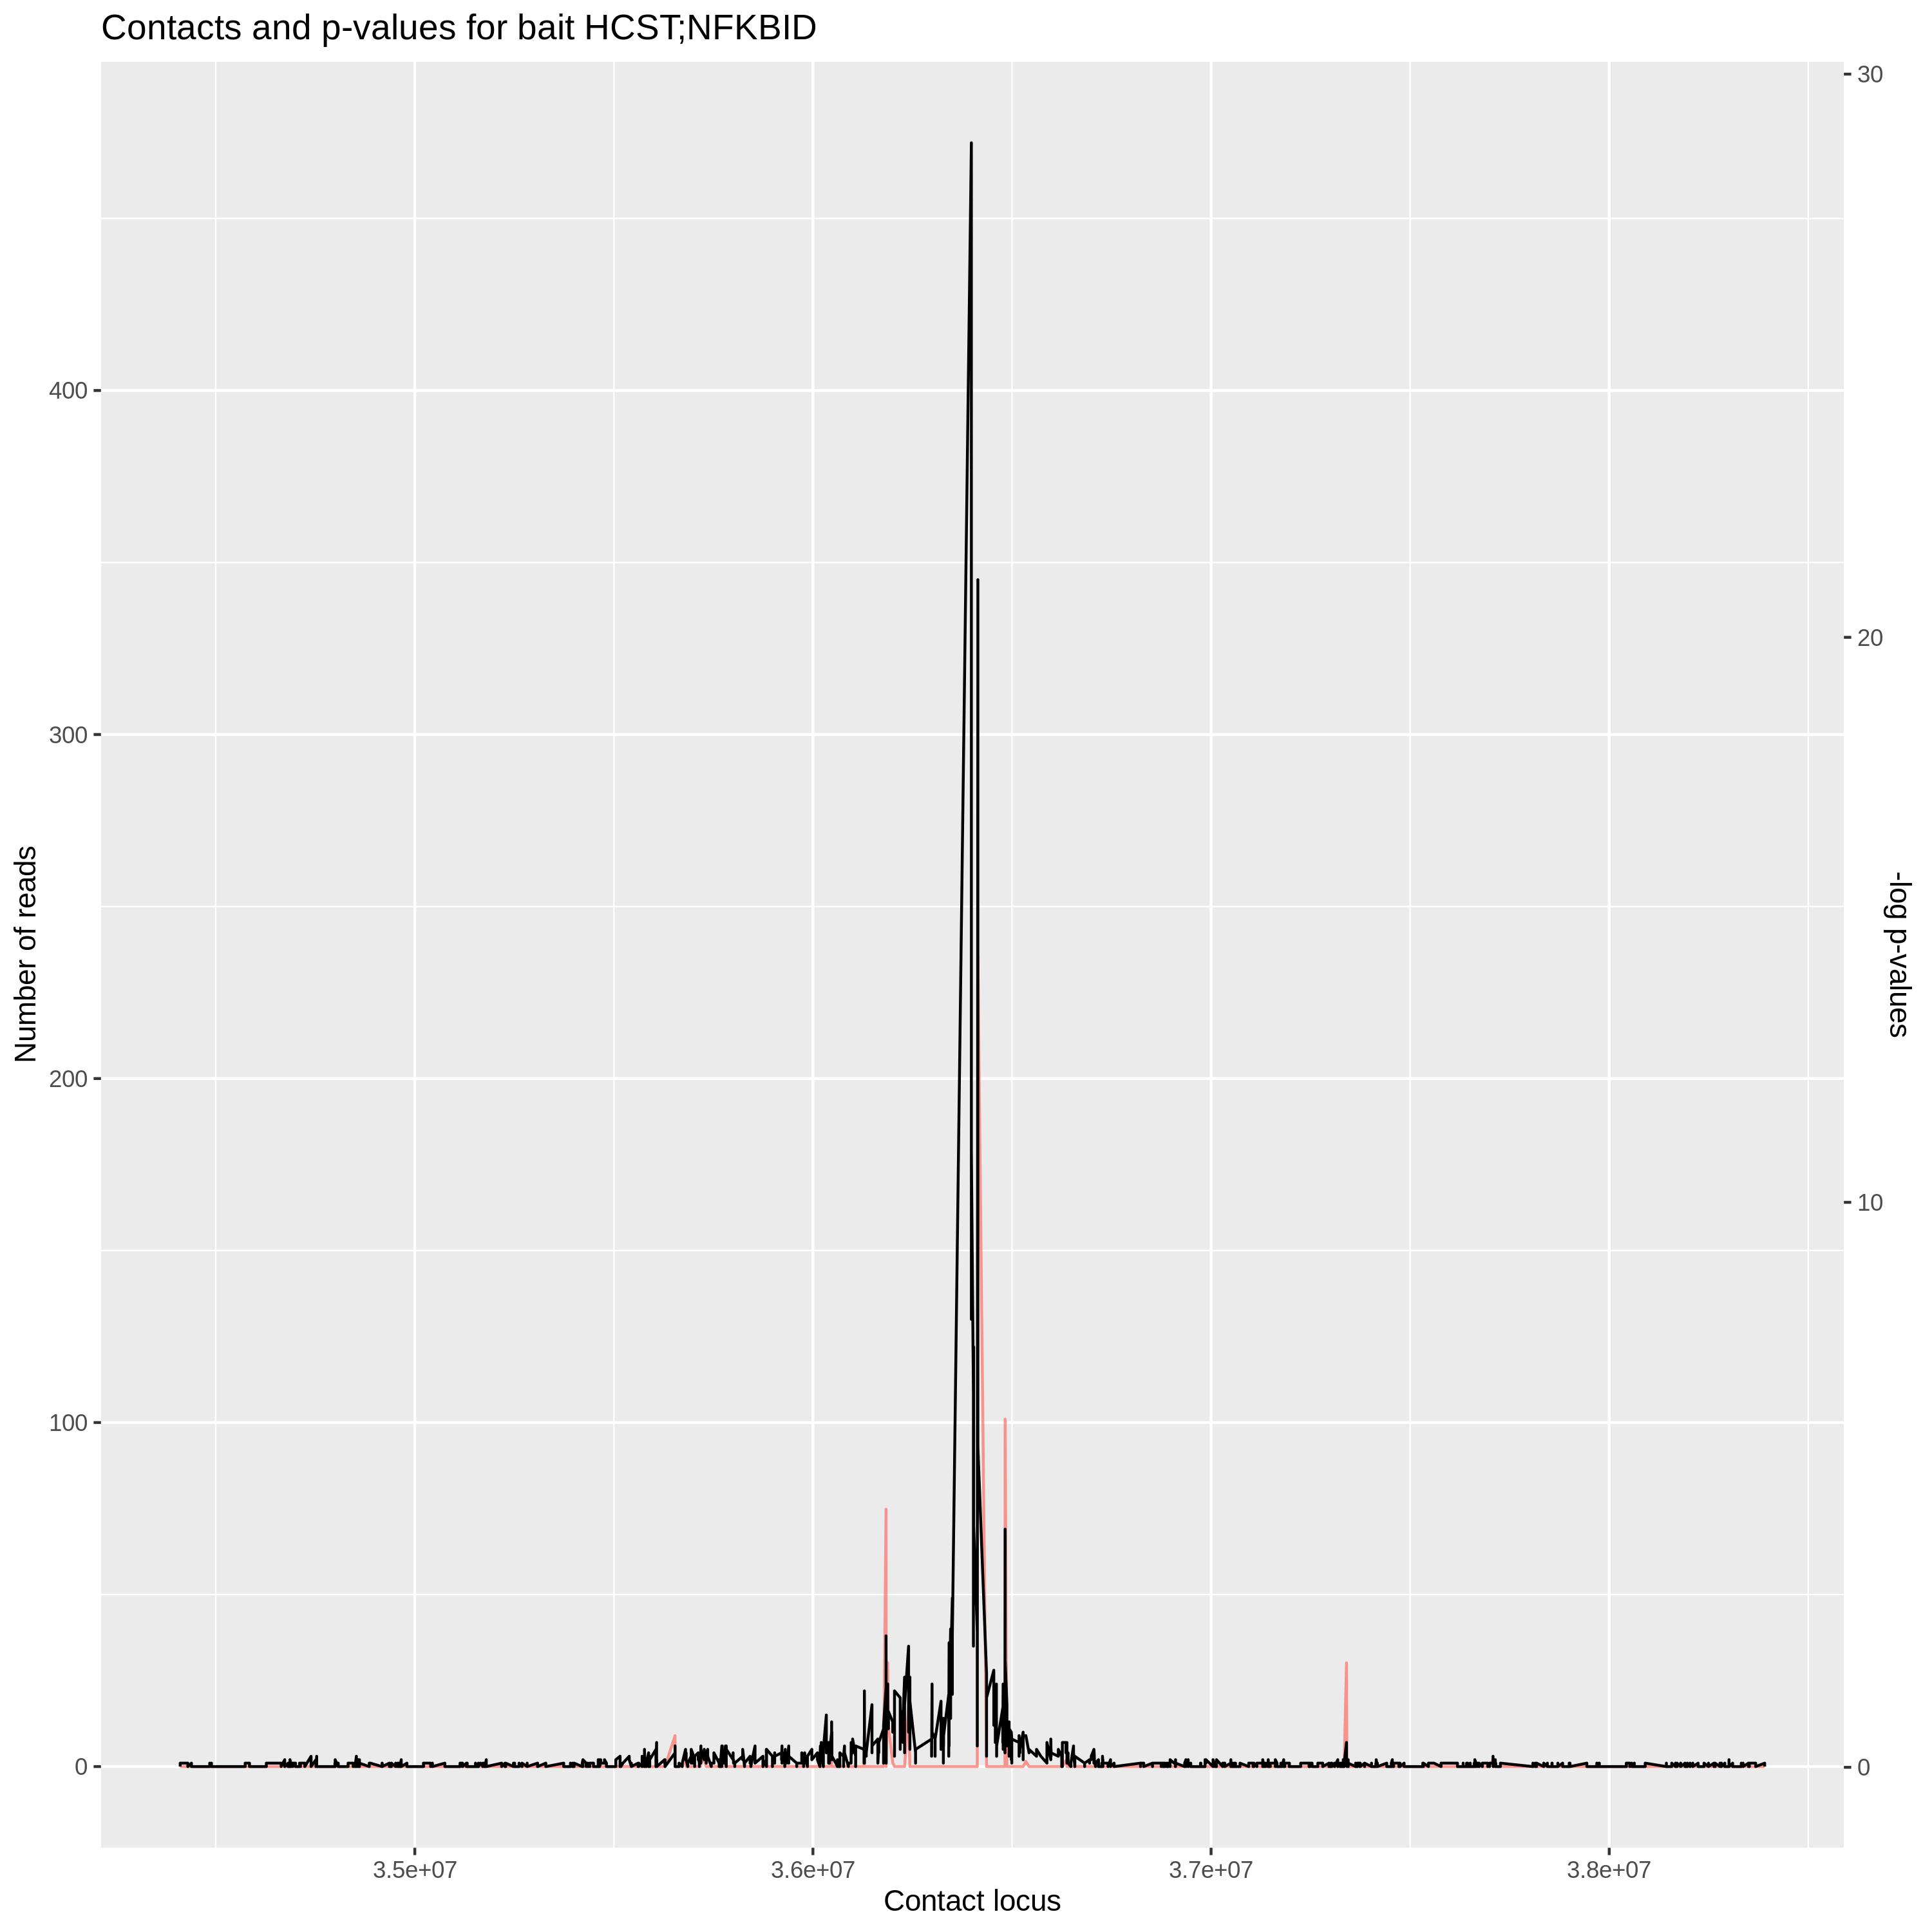 Contacts and p-values for bait HCST;NFKBID
30
400
20
300
Number of reads
-log p-values
200
10
100
0
0
3.5e+07
3.6e+07
3.7e+07
3.8e+07
Contact locus